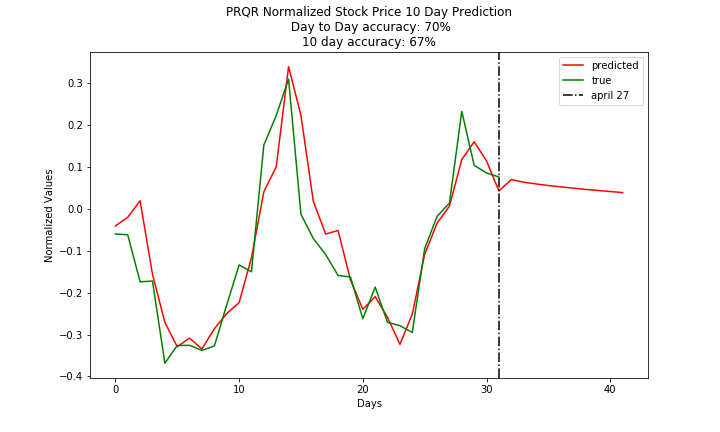 PRQR Normalized Stock Price 10 Day Prediction
Day to Day accuracy: 70%
10 day accuracy: 67%
predicted
true
april 27
0.3
0.2
0.1
0.0
−0.1
−0.2
−0.3
−0.4
Normalized Values
0 10 20 30 40
Days